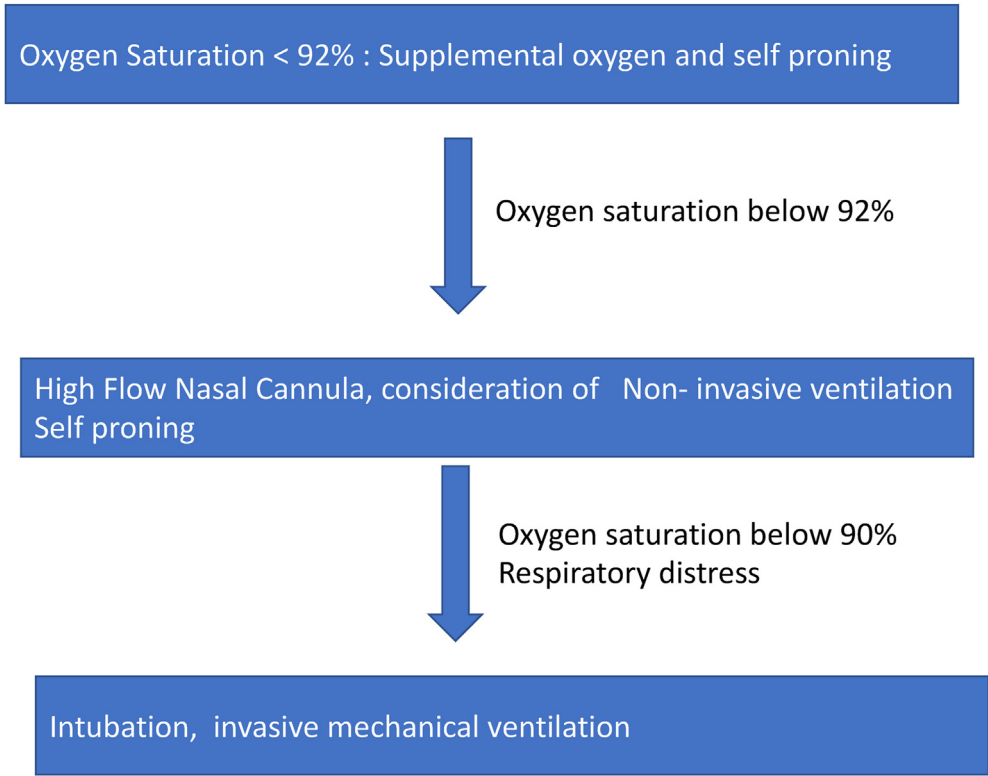 Oxygen Saturation < 92% : Supplemental oxygen and self proning
Oxygen saturation below 92%
High Flow Nasal Cannula, consideration of   Non- invasive ventilation
Self proning
Oxygen saturation below 90%
Respiratory distress
Intubation,  invasive mechanical ventilation